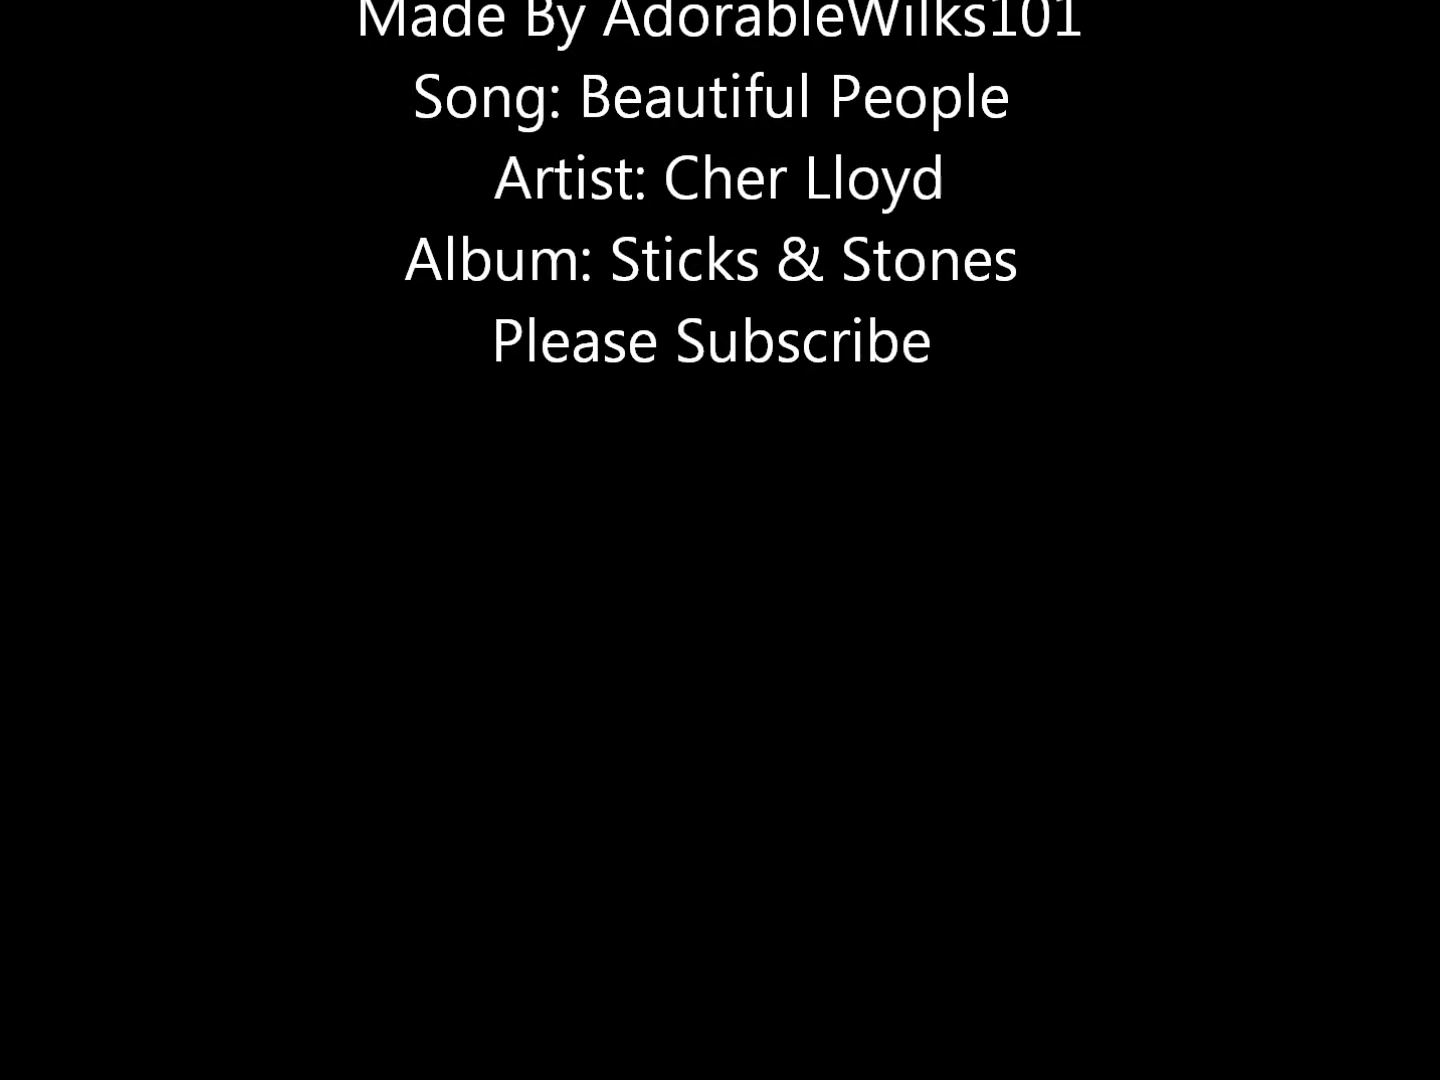 Made By AdorableWilks101
Song: Beautiful People
Artist: Cher Lloyd
Album: Sticks & Stones
Please Subscribe